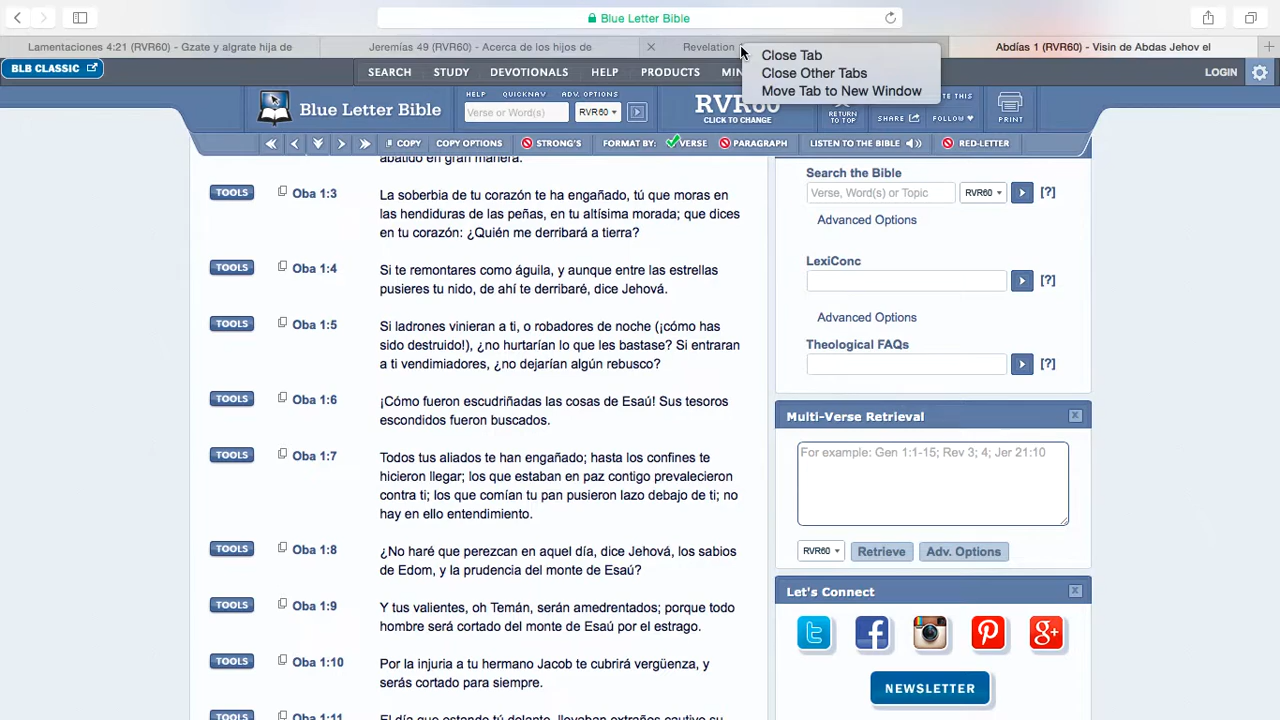 Blue Letter Bible
Lamentaciones 4:21 (RVR60) - Gzate y algrate hija de
Jeremías 49 (RVR60) - Acerca de los hijos de
Revelation
Abdías 1 (RVR60) - Visin de Abdas Jehov el
Close Tab
Close Other Tabs
Move Tab to New Window
BLB CLASSIC
SEARCH STUDY DEVOTIONALS HELP PRODUCTS MIN
LOGIN
Blue Letter Bible
HELP QUICKNAV ADV. OPTIONS
Verse or Word(s) RVR60
RVR60
CLICK TO CHANGE
RETURN
TO TOP
THIS
SHARE FOLLOW
PRINT
COPY COPY OPTIONS STRONG'S FORMAT BY: VERSE PARAGRAPH LISTEN TO THE BIBLE RED-LETTER
abatido en gran manera.
TOOLS Oba 1:3 La soberbia de tu corazón te ha engañado, tú que moras en
las hendiduras de las peñas, en tu altísima morada; que dices
en tu corazón: ¿Quién me derribará a tierra?
TOOLS Oba 1:4 Si te remontares como águila, y aunque entre las estrellas
pusieres tu nido, de ahí te derribaré, dice Jehová.
TOOLS Oba 1:5 Si ladrones vinieran a ti, o robadores de noche (¡cómo has
sido destruido!), ¿no hurtarían lo que les bastase? Si entraran
a ti vendimiadores, ¿no dejarían algún rebusco?
TOOLS Oba 1:6 ¡Cómo fueron escudriñadas las cosas de Esaú! Sus tesoros
escondidos fueron buscados.
TOOLS Oba 1:7 Todos tus aliados te han engañado; hasta los confines te
hicieron llegar; los que estaban en paz contigo prevalecieron
contra ti; los que comían tu pan pusieron lazo debajo de ti; no
hay en ello entendimiento.
TOOLS Oba 1:8 ¿No haré que perezcan en aquel día, dice Jehová, los sabios
de Edom, y la prudencia del monte de Esaú?
TOOLS Oba 1:9 Y tus valientes, oh Temán, serán amedrentados; porque todo
hombre será cortado del monte de Esaú por el estrago.
TOOLS Oba 1:10 Por la injuria a tu hermano Jacob te cubrirá vergüenza, y
serás cortado para siempre.
TOOLS Oba 1:11 El día que estando tú delante, llevaban extraños cautivo su
Search the Bible
Verse, Word(s) or Topic RVR60 [?]
Advanced Options
LexiConc
[?]
Advanced Options
Theological FAQs
[?]
Multi-Verse Retrieval
For example: Gen 1:1-15; Rev 3; 4; Jer 21:10
RVR60 Retrieve Adv. Options
Let's Connect
NEWSLETTER